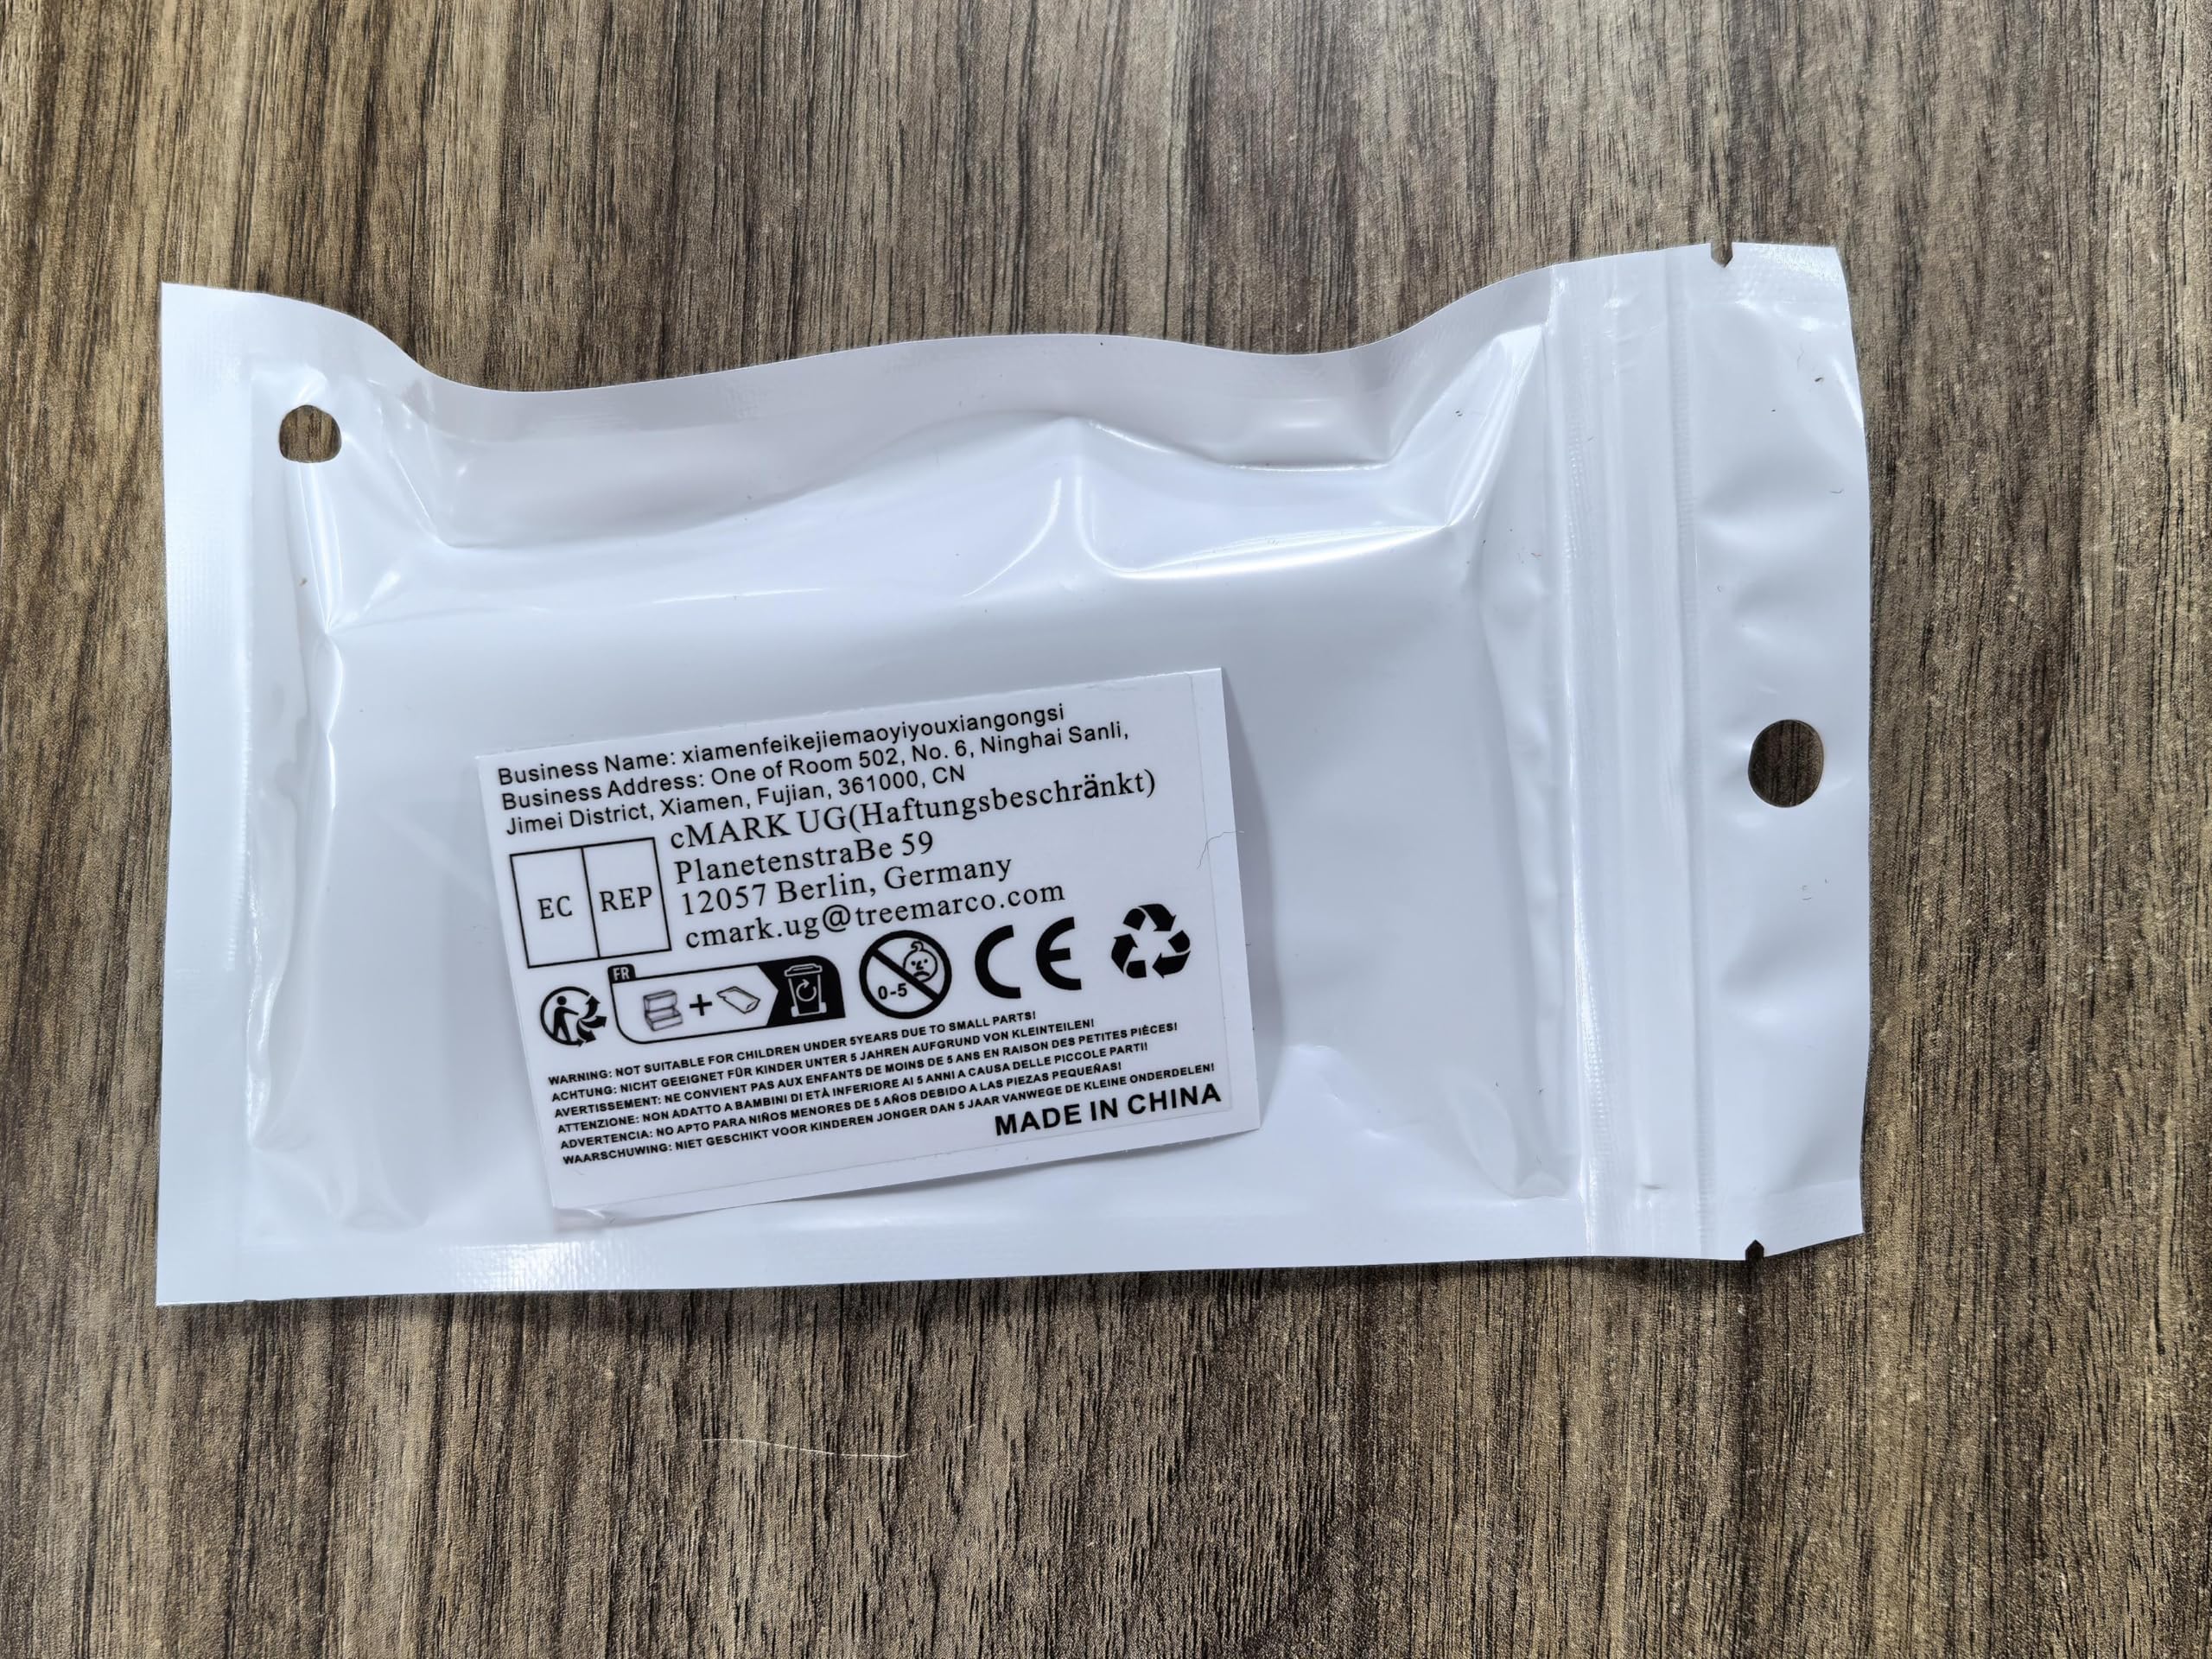 Business Name: xiamenfeikejiemaoyiyouxiangongsi
Business Address: One of Room 502, No. 6, Ninghai Sanli,
Jimei District, Xiamen, Fujian, 361000, CN
EC REP
cMARK UG(Haftungsbeschränkt)
PlanetenstraBe 59
12057 Berlin, Germany
cmark.ug@treemarco.com
FR
+
0-5
CE
WARNING: NOT SUITABLE FOR CHILDREN UNDER 5YEARS DUE TO SMALL PARTS!
ACHTUNG: NICHT GEEIGNET FÜR KINDER UNTER 5 JAHREN AUFGRUND VON KLEINTEILEN!
AVERTISSEMENT: NE CONVIENT PAS AUX ENFANTS DE MOINS DE 5 ANS EN RAISON DES PETITES PIÈCES!
ATTENZIONE: NON ADATTO A BAMBINI DI ETÀ INFERIORE AI 5 ANNI A CAUSA DELLE PICCOLE PARTI!
ADVERTENCIA: NO APTO PARA NIÑOS MENORES DE 5 AÑOS DEBIDO A LAS PIEZAS PEQUEÑAS!
WAARSCHUWING: NIET GESCHIKT VOOR KINDEREN JONGER DAN 5 JAAR VANWEGE DE KLEINE ONDERDELEN!
MADE IN CHINA